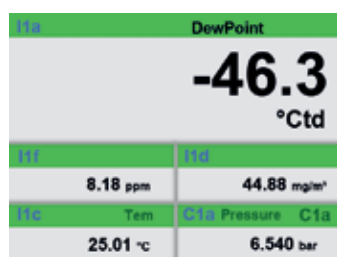 I1a DewPoint
-46.3
°Ctd
I1f I1d
8.18 ppm 44.88 mg/m³
I1c Tem C1a Pressure C1a
25.01 °C 6.540 bar